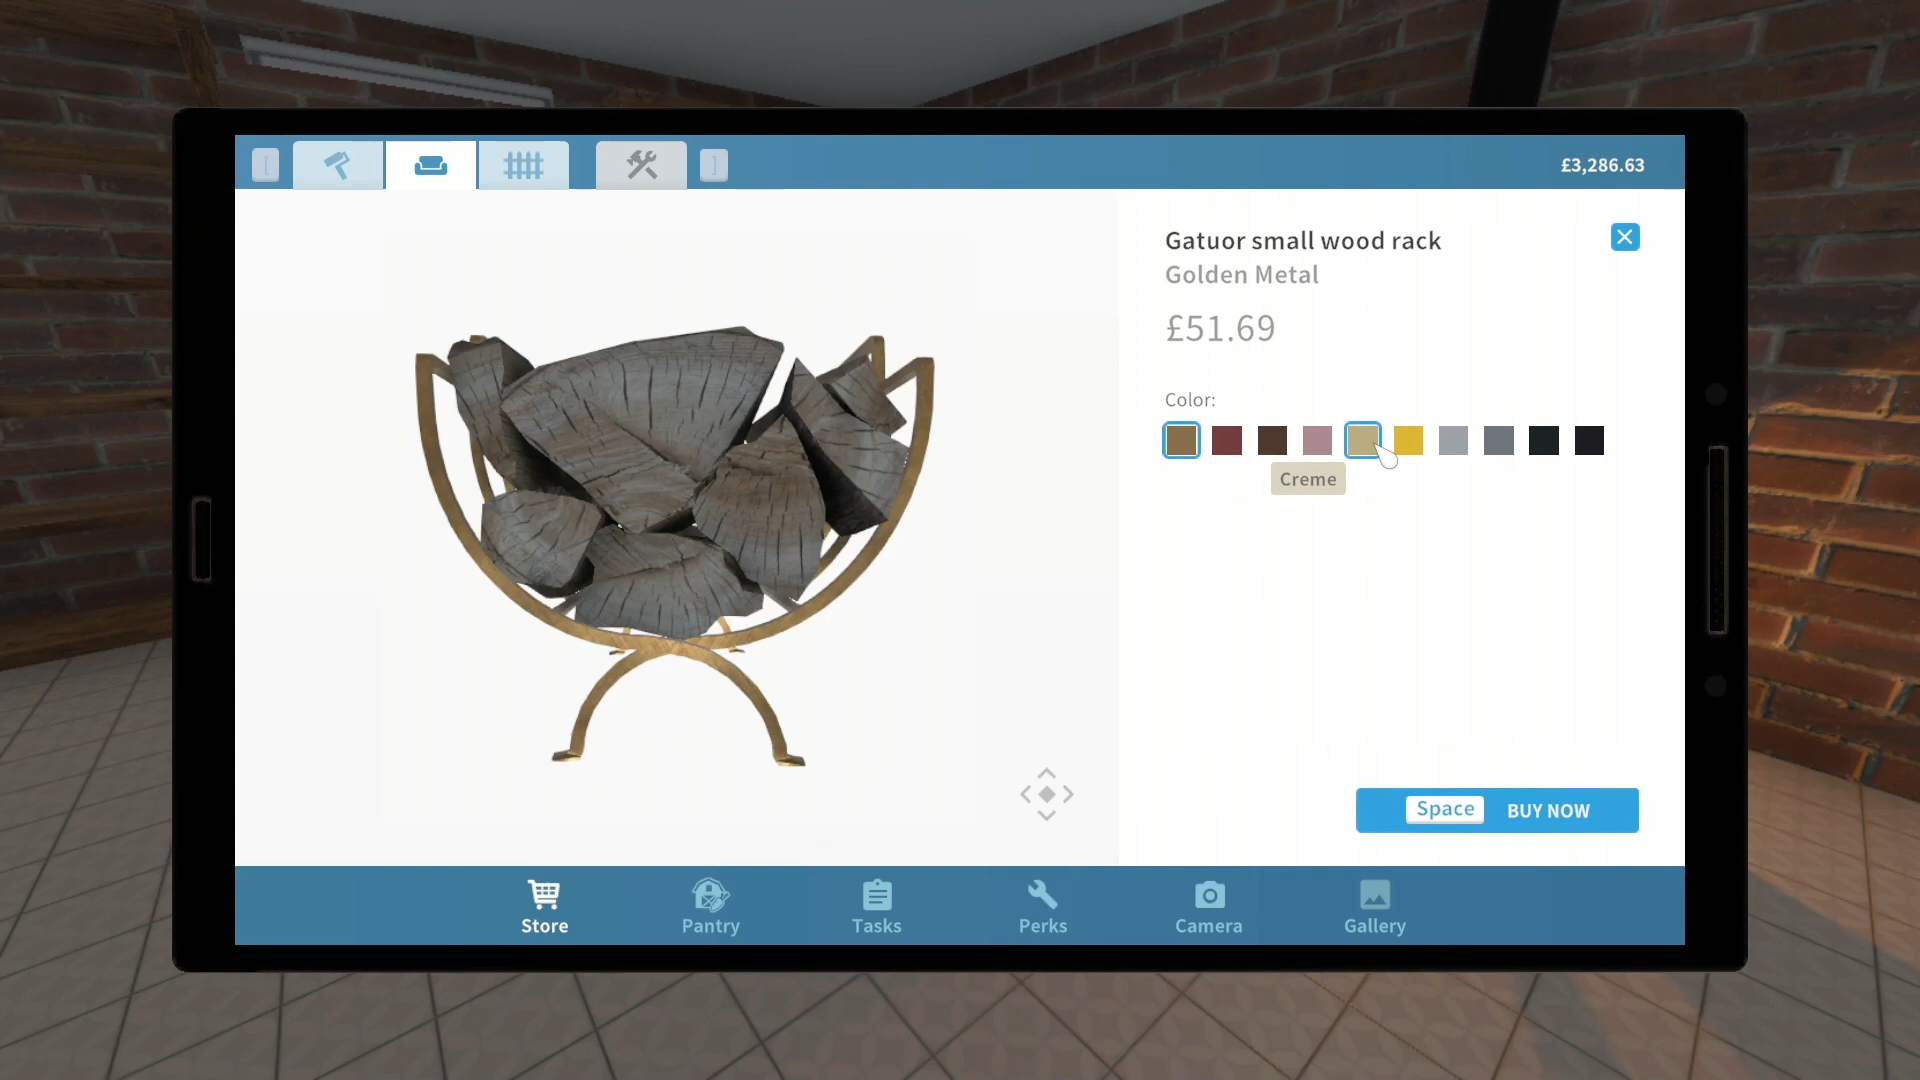 [
]
£3,286.63
Gatuor small wood rack
Golden Metal
£51.69
Color:
Creme
Space BUY NOW
Store Pantry Tasks Perks Camera Gallery